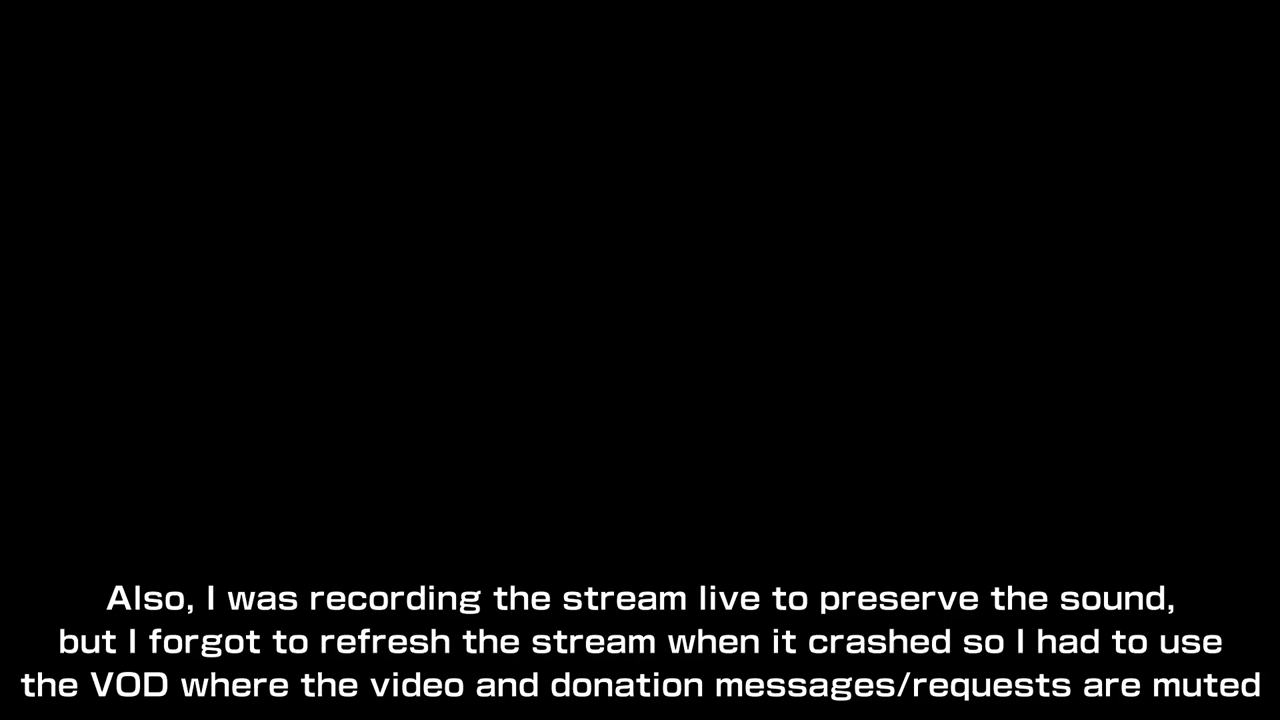 Also, I was recording the stream live to preserve the sound,
but I forgot to refresh the stream when it crashed so I had to use
the VOD where the video and donation messages/requests are muted